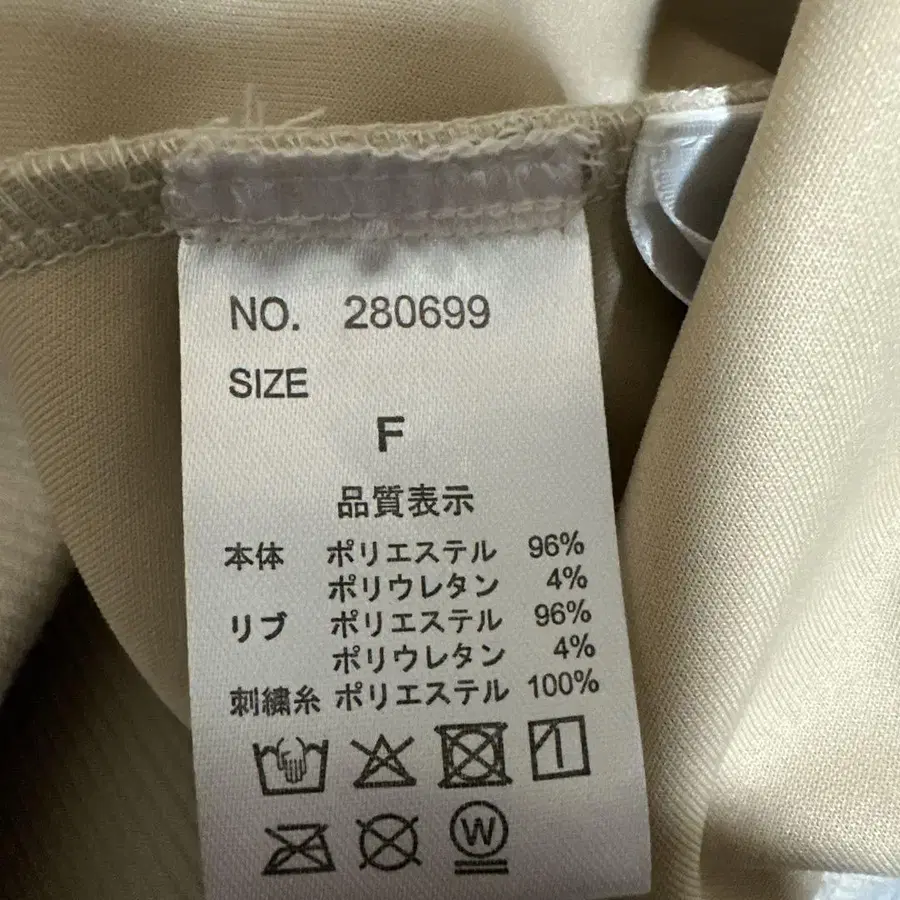 NO. 280699
SIZE
F
品質表示
本体 ポリエステル 96%
ポリウレタン 4%
リブ ポリエステル 96%
ポリウレタン 4%
刺繍糸 ポリエステル 100%
W